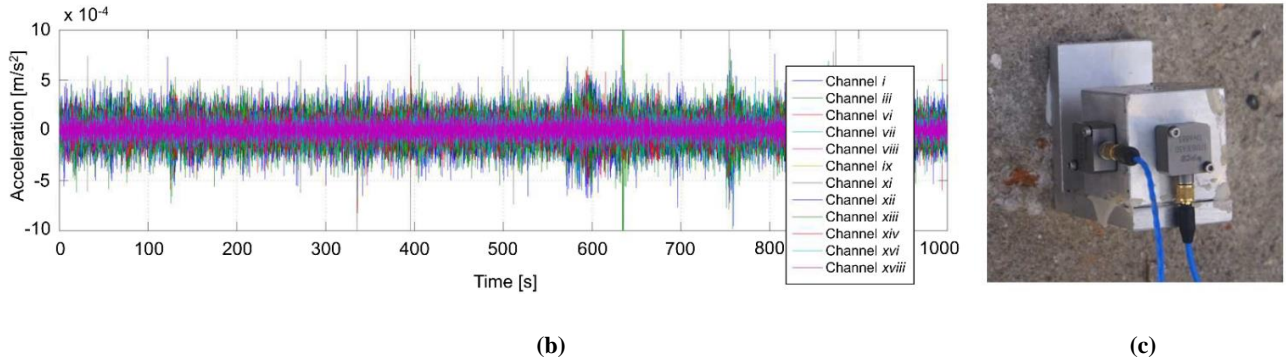 x 10-4
10
5
0
-5
-10
Acceleration [m/s2]
0 100 200 300 400 500 600 700 800 1000
Time [s]
Channel i
Channel iii
Channel vi
Channel vii
Channel viii
Channel ix
Channel xi
Channel xii
Channel xiii
Channel xiv
Channel xvi
Channel xviii
(b)
(c)